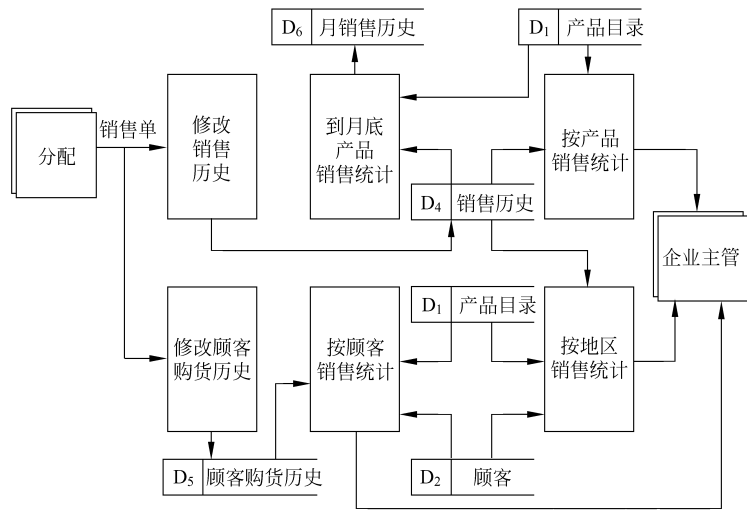 D6 月销售历史
D1 产品目录
销售单
分配
修改
销售
历史
到月底
产品
销售统计
按产品
销售统计
D4 销售历史
企业主管
修改顾客
购货历史
按顾客
销售统计
D1 产品目录
按地区
销售统计
D5 顾客购货历史
D2 顾客